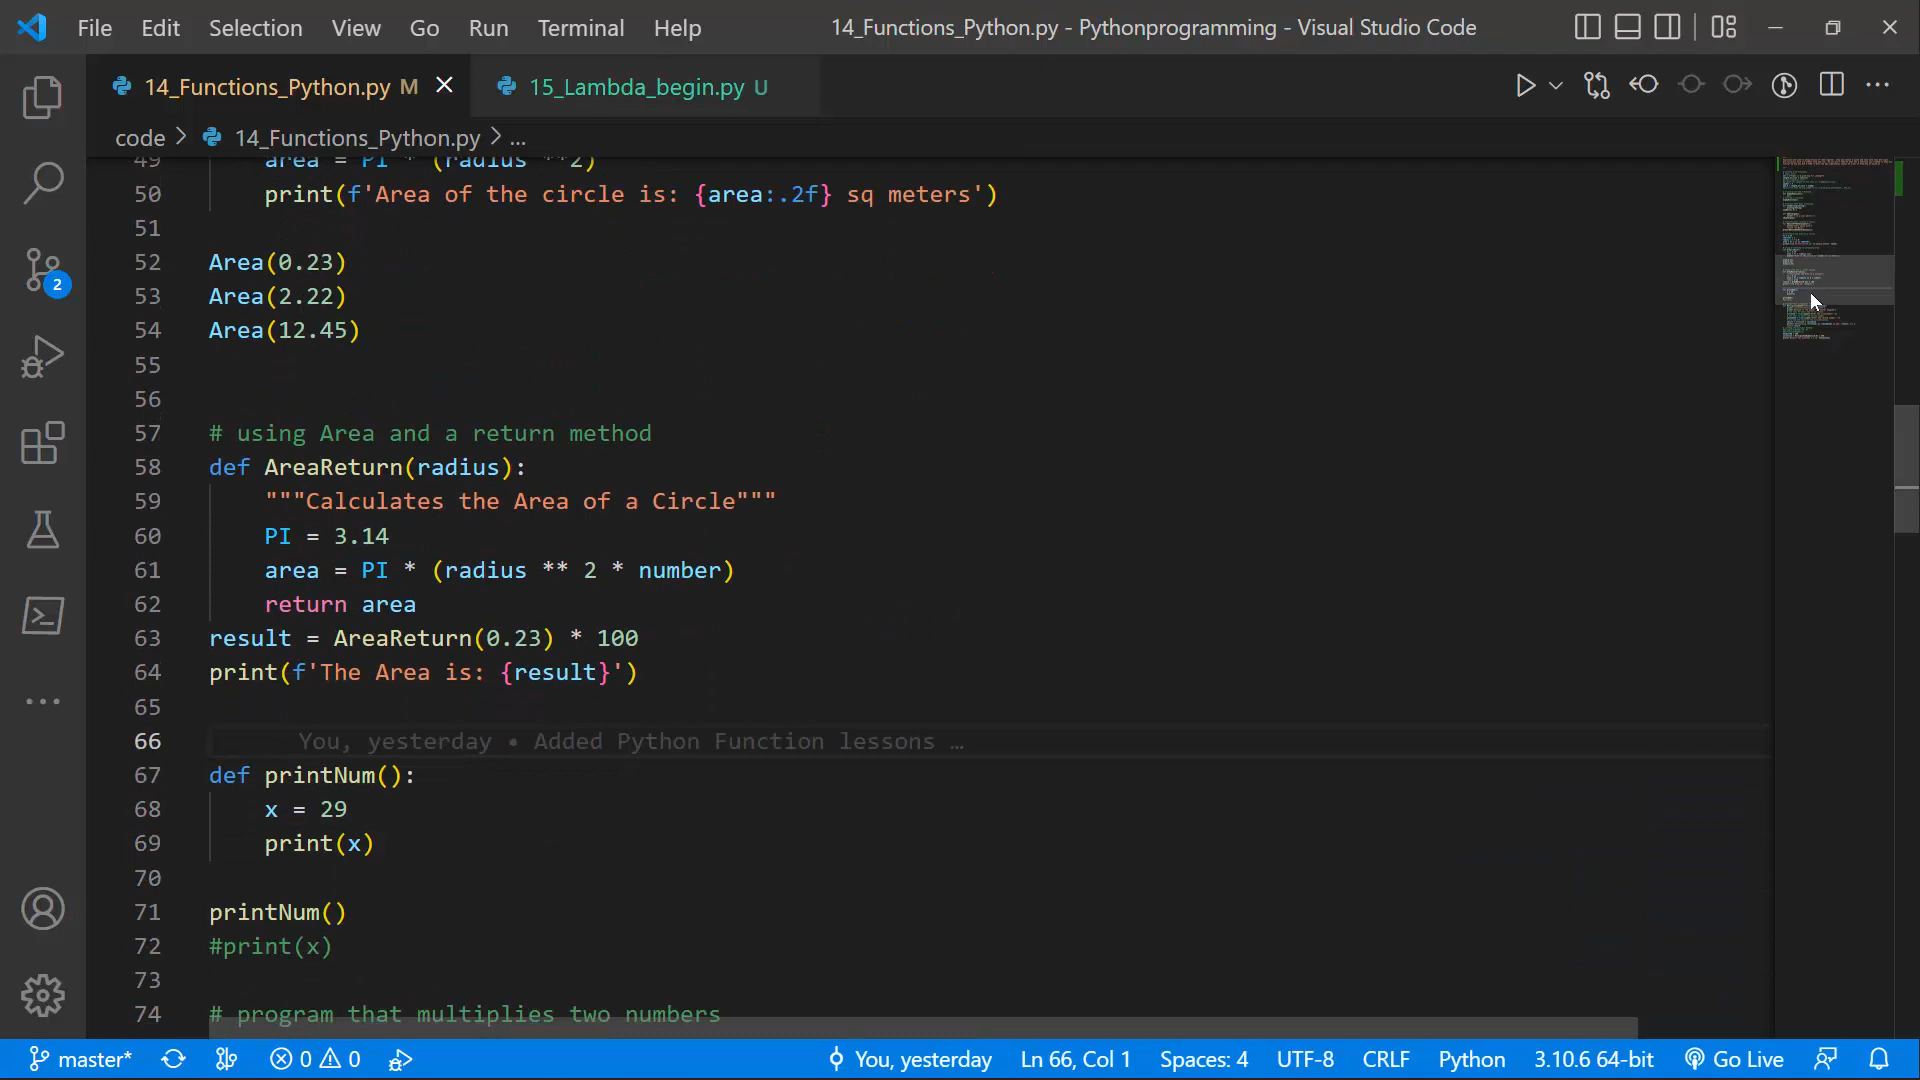 File Edit Selection View Go Run Terminal Help 14_Functions_Python.py - Pythonprogramming - Visual Studio Code
14_Functions_Python.py M 15_Lambda_begin.py U
code > 14_Functions_Python.py > ...
49 area = PI * (radius **2)
50 print(f'Area of the circle is: {area:.2f} sq meters')
51
52 Area(0.23)
53 Area(2.22)
54 Area(12.45)
55
56
57 # using Area and a return method
58 def AreaReturn(radius):
59 """Calculates the Area of a Circle"""
60 PI = 3.14
61 area = PI * (radius ** 2 * number)
62 return area
63 result = AreaReturn(0.23) * 100
64 print(f'The Area is: {result}')
65
66 You, yesterday • Added Python Function lessons …
67 def printNum():
68 x = 29
69 print(x)
70
71 printNum()
72 #print(x)
73
74 # program that multiplies two numbers
2
master* 0 0 You, yesterday Ln 66, Col 1 Spaces: 4 UTF-8 CRLF Python 3.10.6 64-bit Go Live